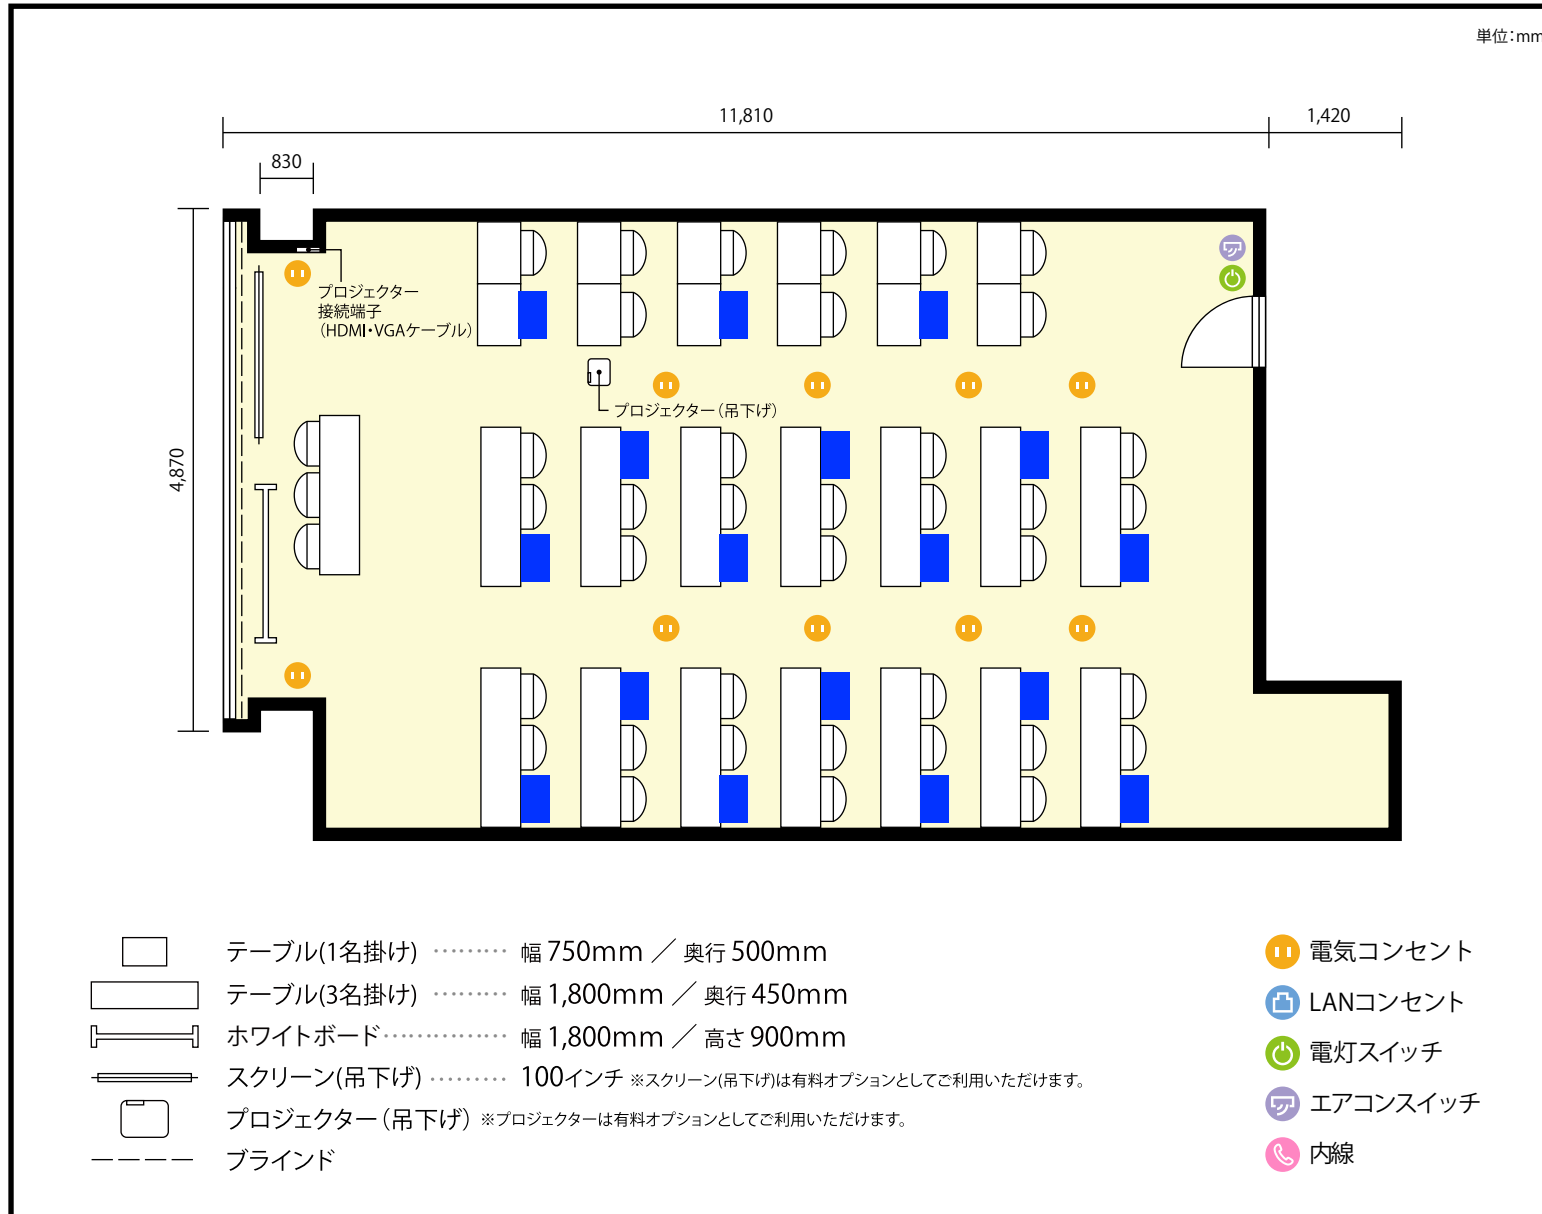 単位：mm
11,810
1,420
830
4,870
プロジェクター
接続端子
（HDMI・VGAケーブル）
プロジェクター（吊下げ）
テーブル(1名掛け) ········· 幅 750mm ／ 奥行 500mm
テーブル(3名掛け) ········· 幅 1,800mm ／ 奥行 450mm
ホワイトボード··············· 幅 1,800mm ／ 高さ 900mm
スクリーン(吊下げ) ········· 100インチ ※スクリーン(吊下げ)は有料オプションとしてご利用いただけます。
プロジェクター（吊下げ） ※プロジェクターは有料オプションとしてご利用いただけます。
ブラインド
電気コンセント
LANコンセント
電灯スイッチ
エアコンスイッチ
内線